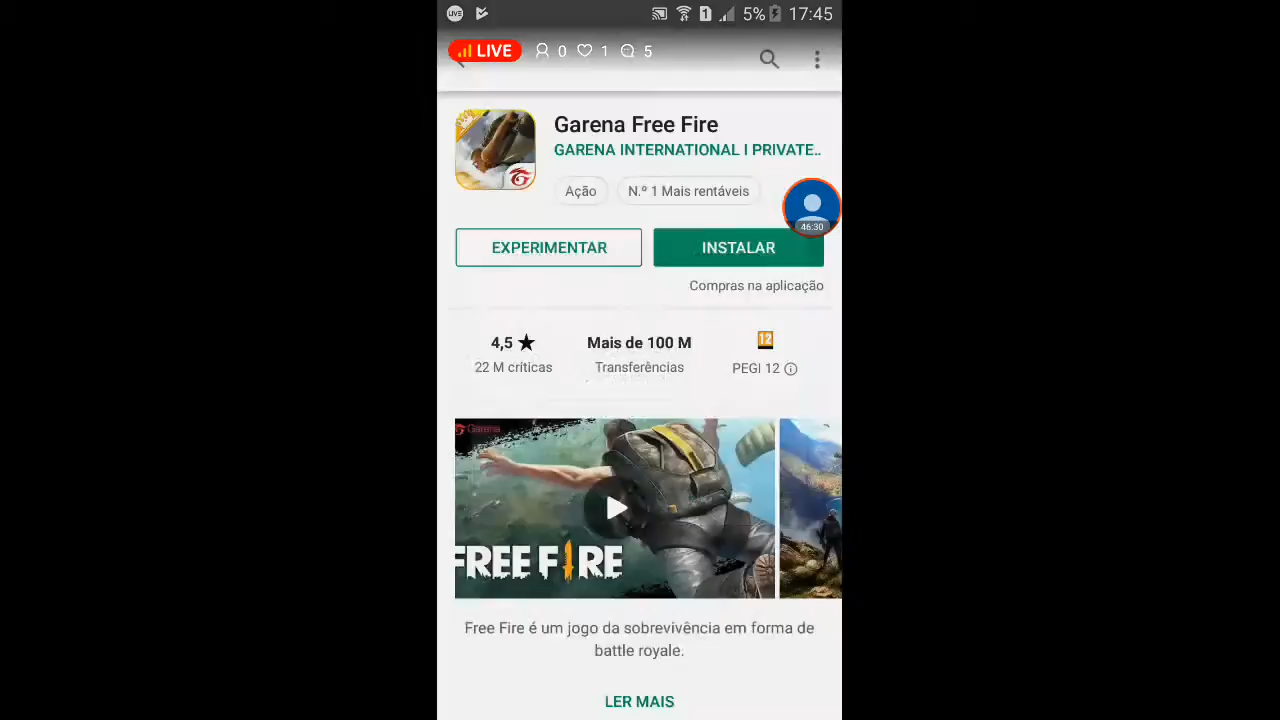 LIVE 5% 17:45
LIVE 0 1 5
Garena Free Fire
GARENA INTERNATIONAL I PRIVATE..
Ação N.º 1 Mais rentáveis
46:30
EXPERIMENTAR INSTALAR
Compras na aplicação
4,5 ★ Mais de 100 M 12
22 M críticas Transferências PEGI 12
Garena
FREE FIRE
Free Fire é um jogo da sobrevivência em forma de
battle royale.
LER MAIS